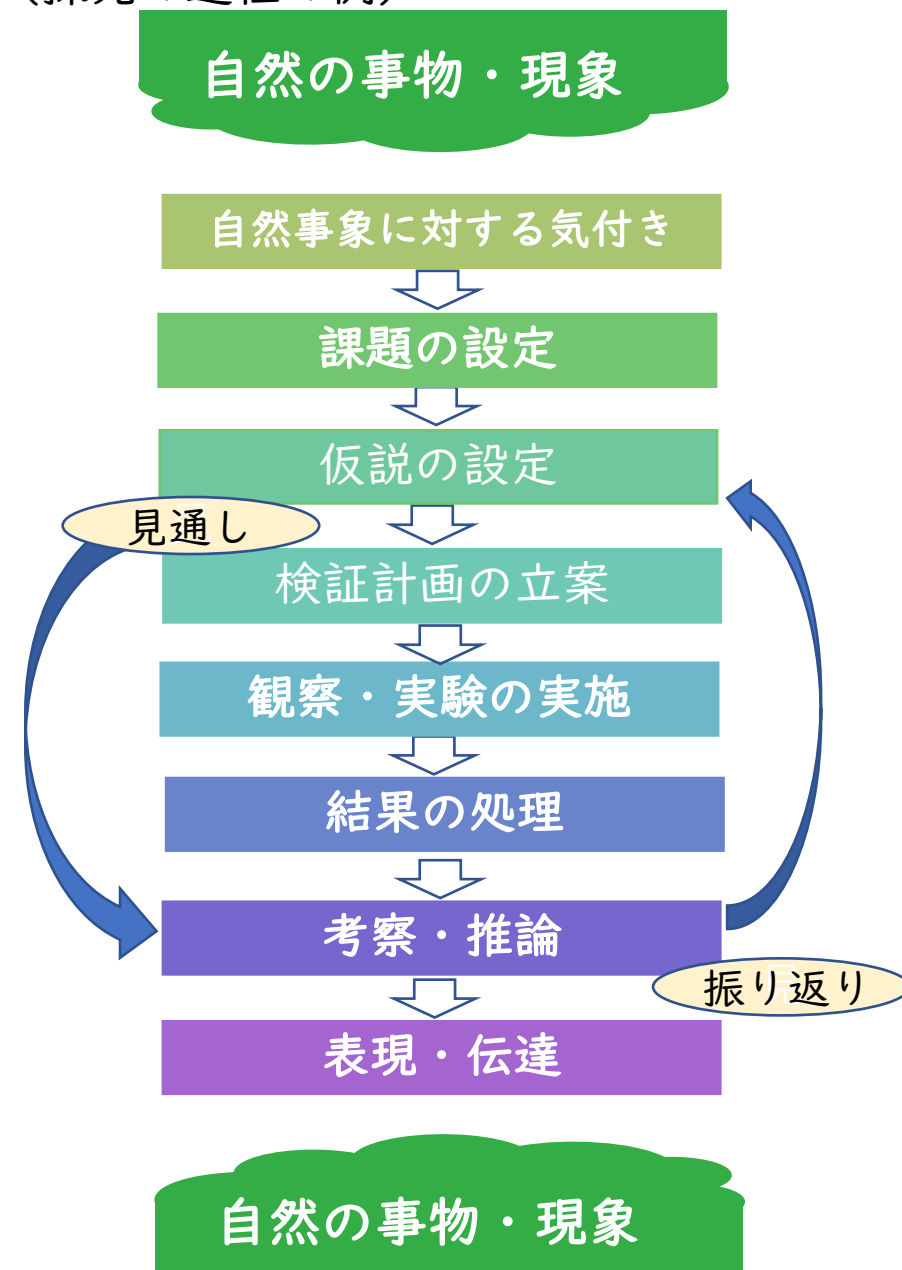 自然の事物・現象
自然事象に対する気付き
課題の設定
仮説の設定
見通し
検証計画の立案
観察・実験の実施
結果の処理
考察・推論
振り返り
表現・伝達
自然の事物・現象